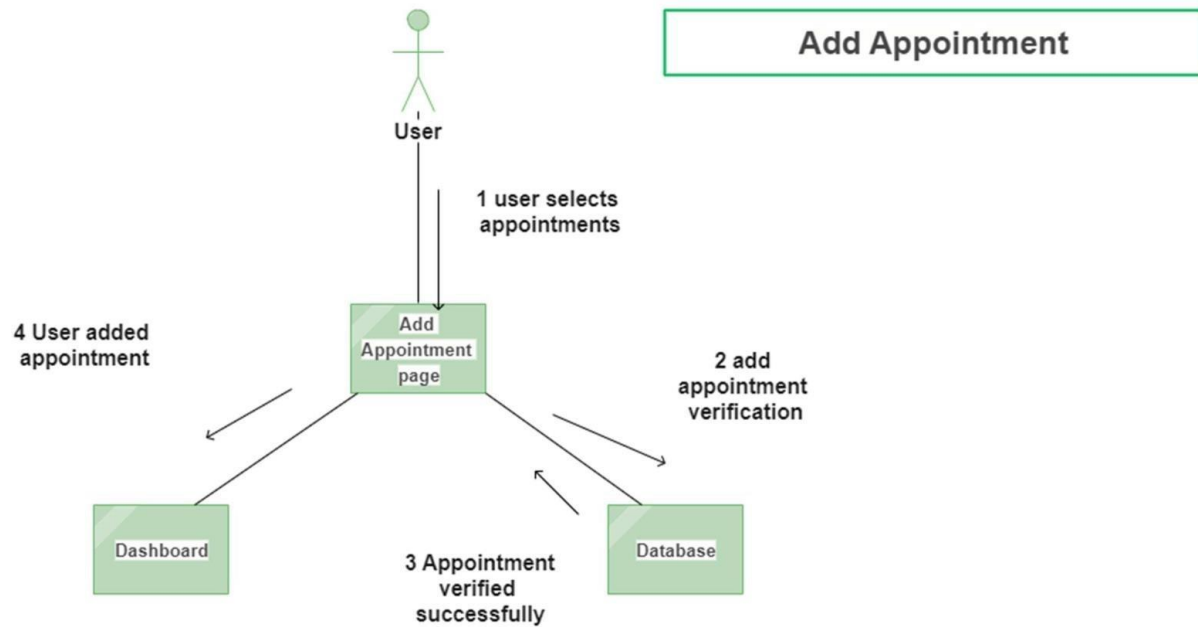 Add Appointment
User
1 user selects
appointments
Add
Appointment
page
4 User added
appointment
2 add
appointment
verification
Dashboard
Database
3 Appointment
verified
successfully